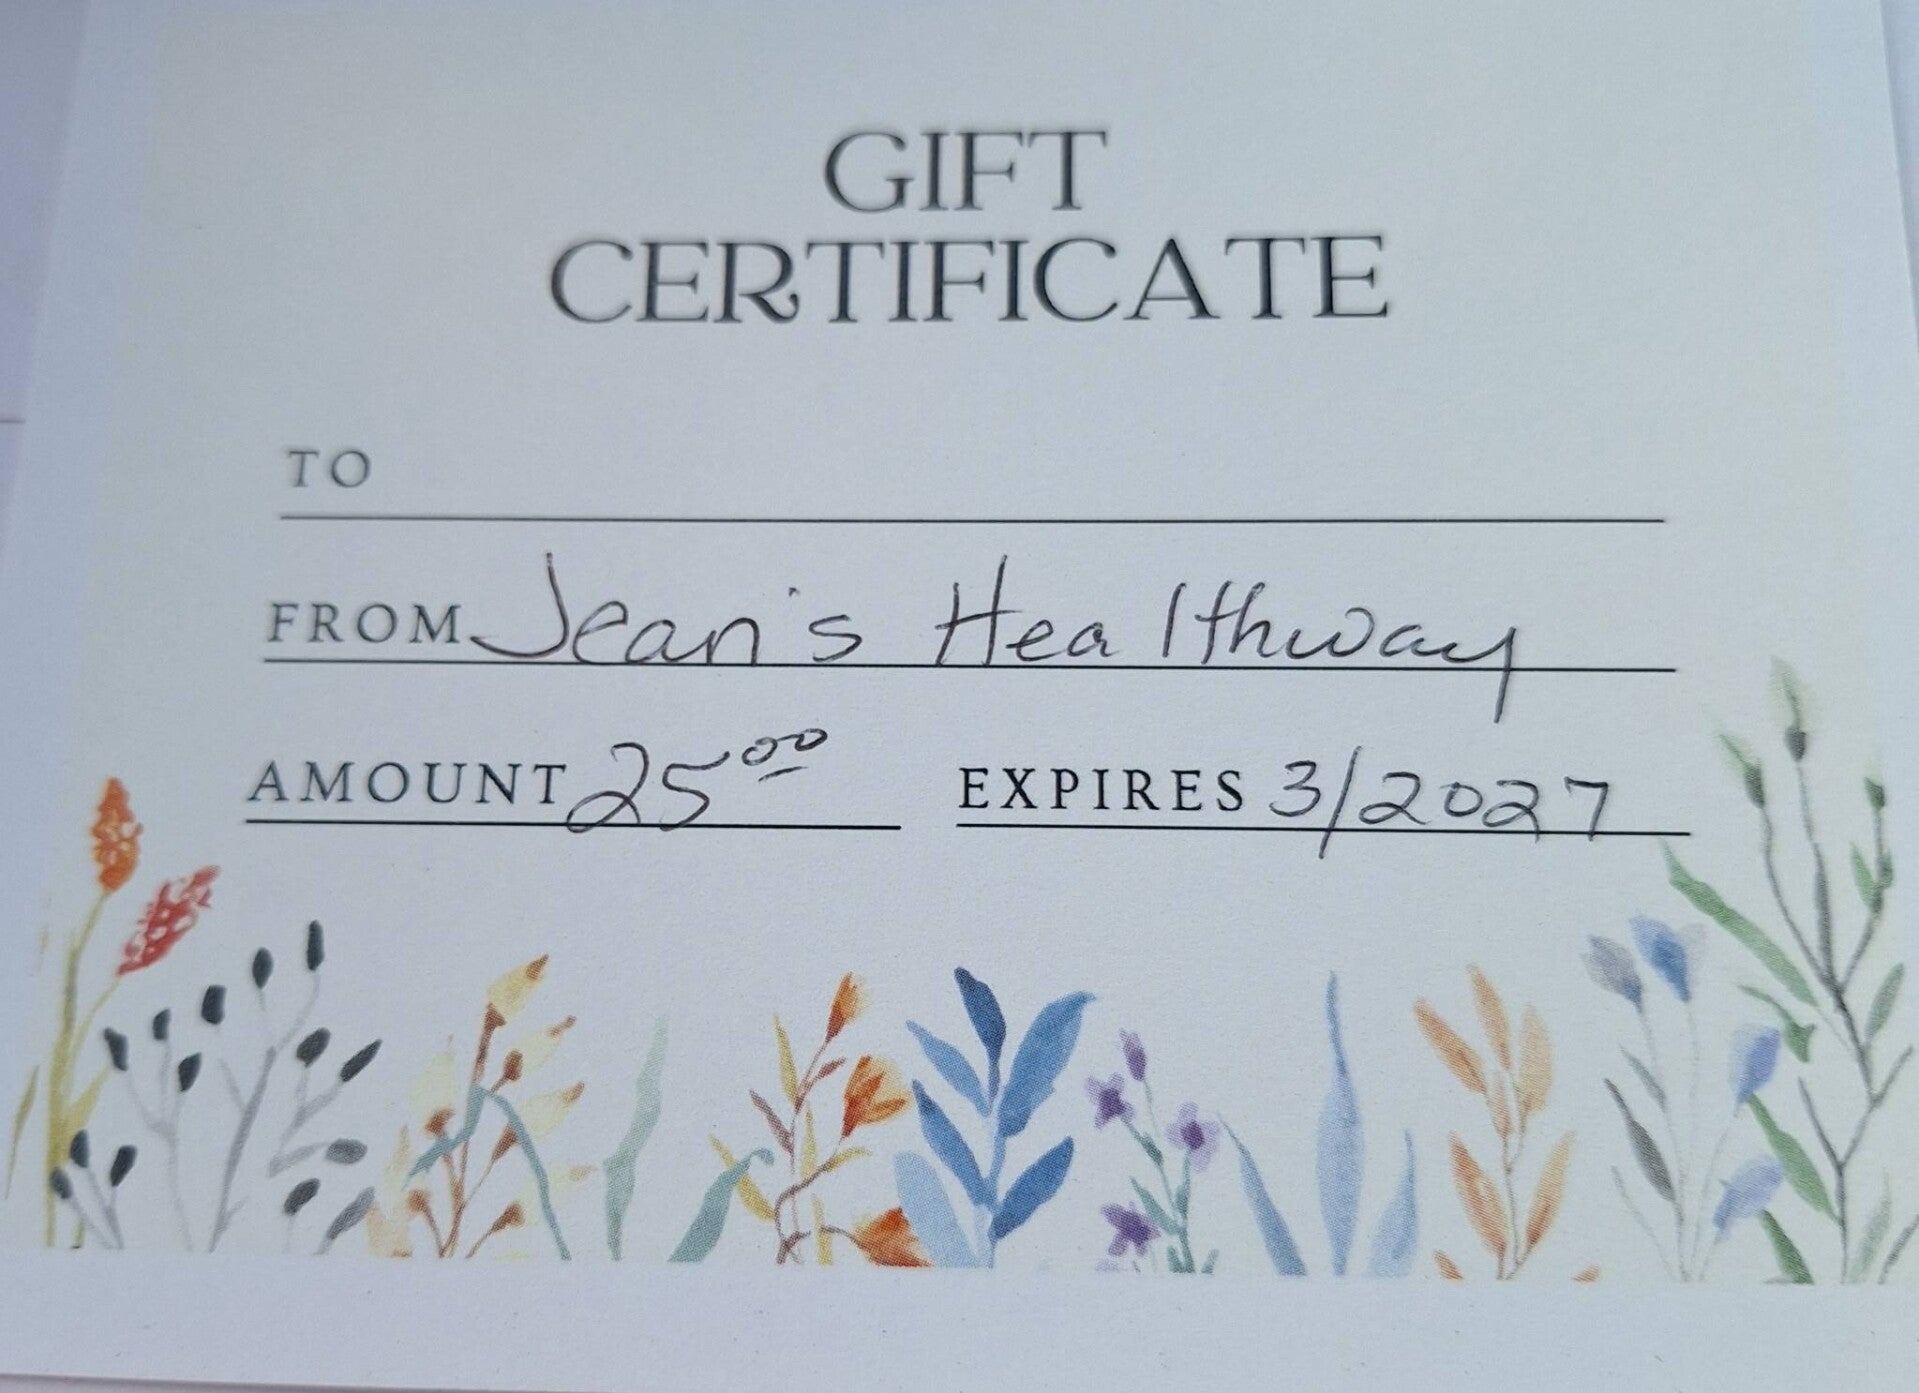 GIFT
CERTIFICATE
TO
FROM Jean's Healthway
AMOUNT 25⁰⁰ EXPIRES 3/2027